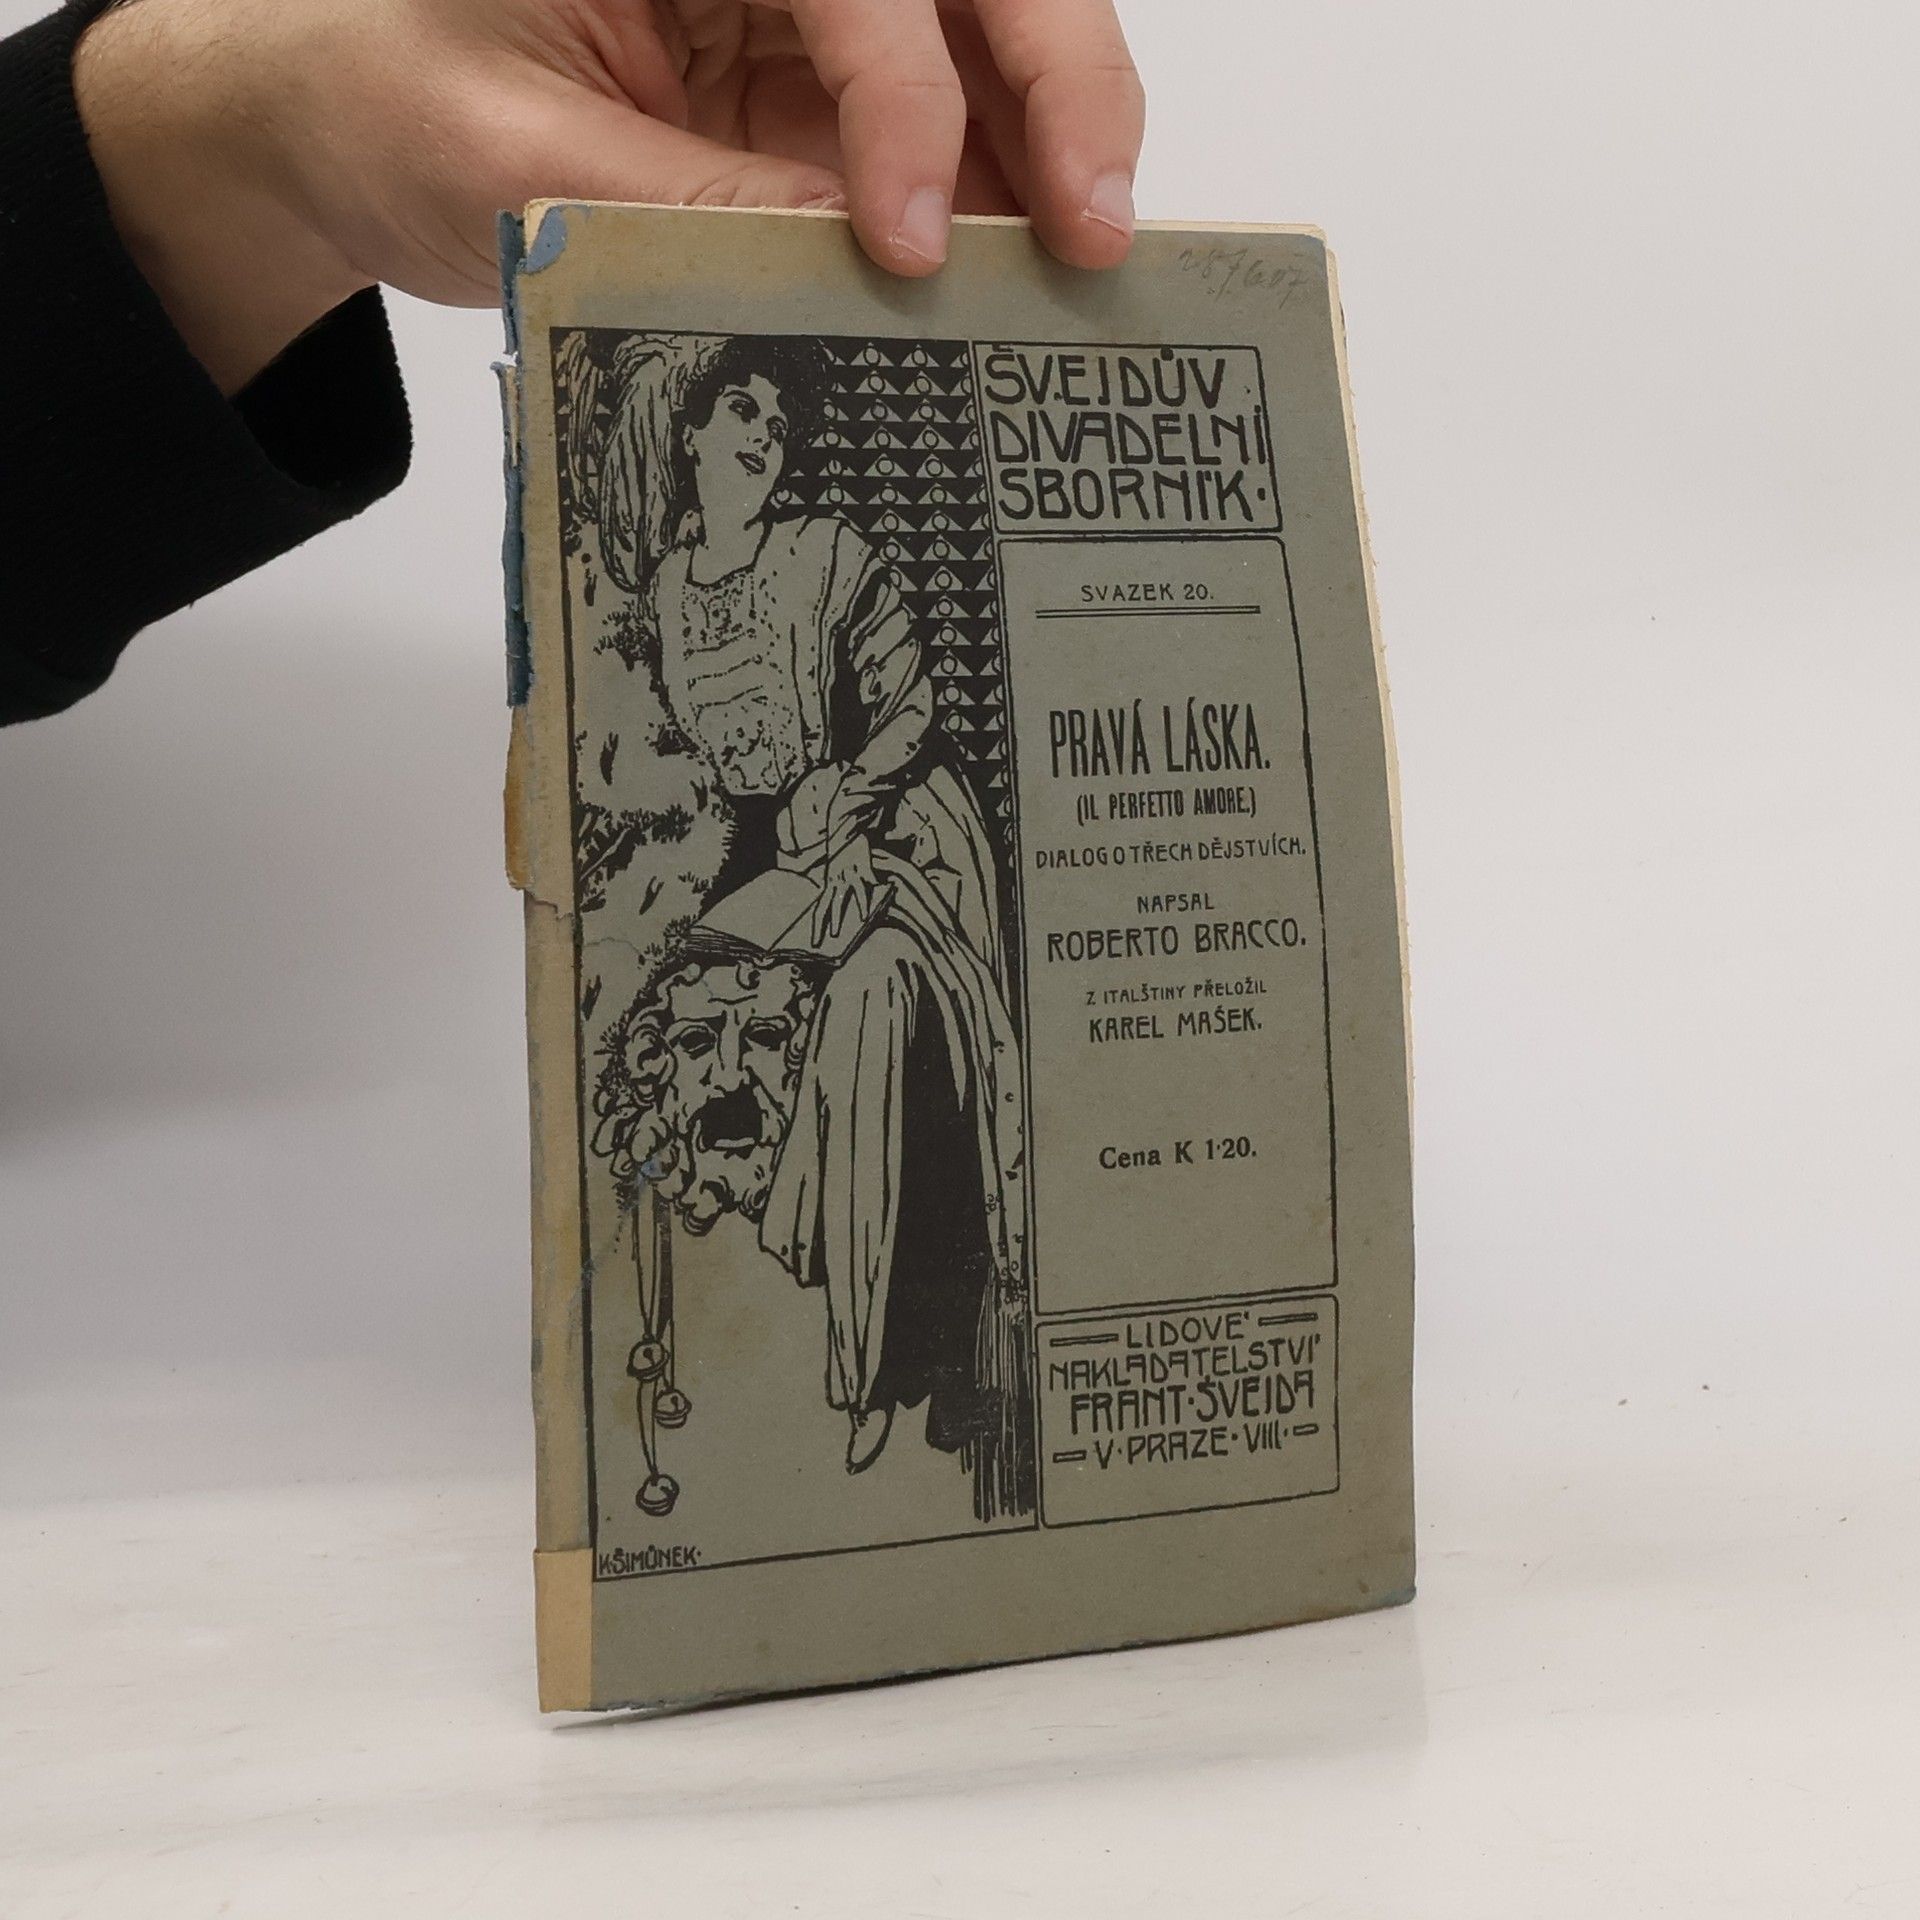 ŠVEJDŮV
DIVADELNÍ
SBORNÍK·
SVAZEK 20.
PRAVÁ LÁSKA.
(IL PERFETTO AMORE.)
DIALOG O TŘECH DĚJSTVÍCH.
NAPSAL
ROBERTO BRACCO.
Z ITALŠTINY PŘELOŽIL
KAREL MAŠEK.
Cena K 1·20.
LIDOVÉ
NAKLADATELSTVÍ
FRANT·ŠVEJDA
V·PRAZE·VIII·
K·ŠIMŮNEK·